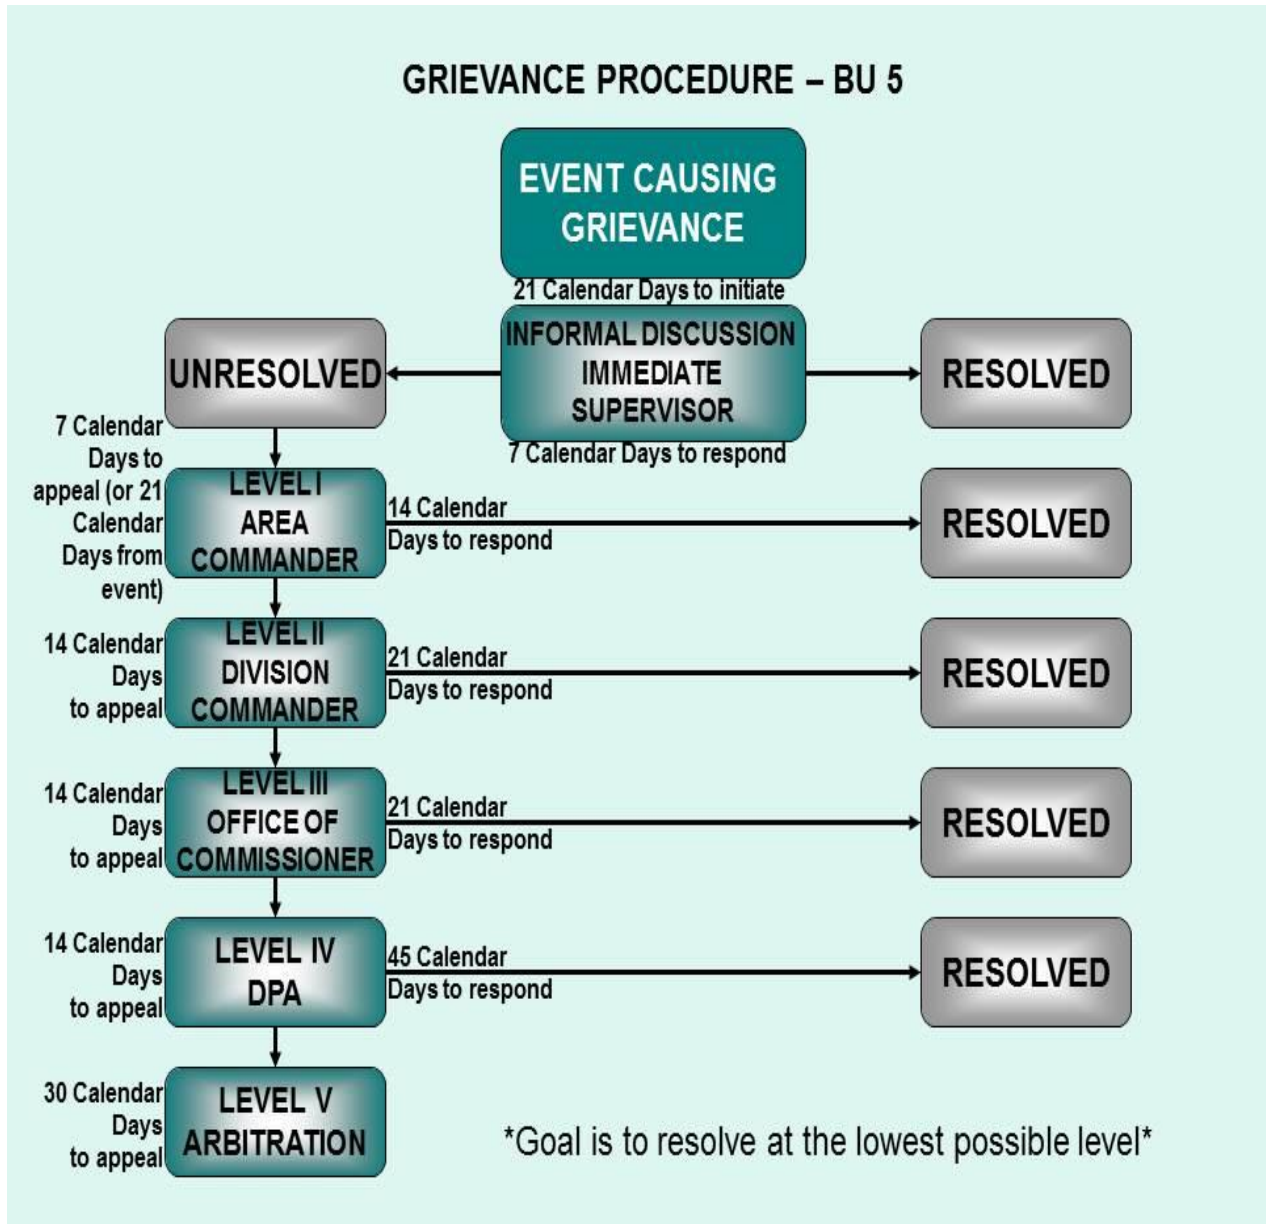 GRIEVANCE PROCEDURE – BU 5
EVENT CAUSING
GRIEVANCE
21 Calendar Days to initiate
INFORMAL DISCUSSION
IMMEDIATE
SUPERVISOR
7 Calendar Days to respond
UNRESOLVED
RESOLVED
7 Calendar
Days to
appeal (or 21
Calendar
Days from
event)
LEVEL I
AREA
COMMANDER
14 Calendar
Days to respond
RESOLVED
14 Calendar
Days
to appeal
LEVEL II
DIVISION
COMMANDER
21 Calendar
Days to respond
RESOLVED
14 Calendar
Days
to appeal
LEVEL III
OFFICE OF
COMMISSIONER
21 Calendar
Days to respond
RESOLVED
14 Calendar
Days
to appeal
LEVEL IV
DPA
45 Calendar
Days to respond
RESOLVED
30 Calendar
Days
to appeal
LEVEL V
ARBITRATION
*Goal is to resolve at the lowest possible level*